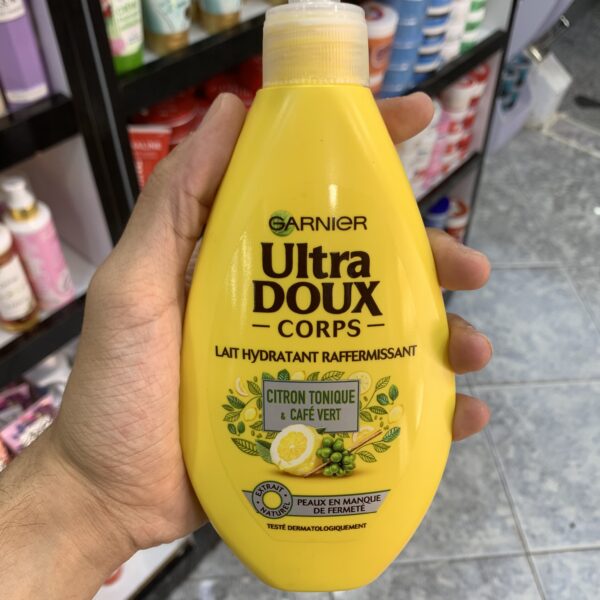 GARNIER
Ultra
DOUX
CORPS
LAIT HYDRATANT RAFFERMISSANT
CITRON TONIQUE
& CAFÉ VERT
EXTRAIT NATUREL
PEAUX EN MANQUE
DE FERMETÉ
TESTÉ DERMATOLOGIQUEMENT